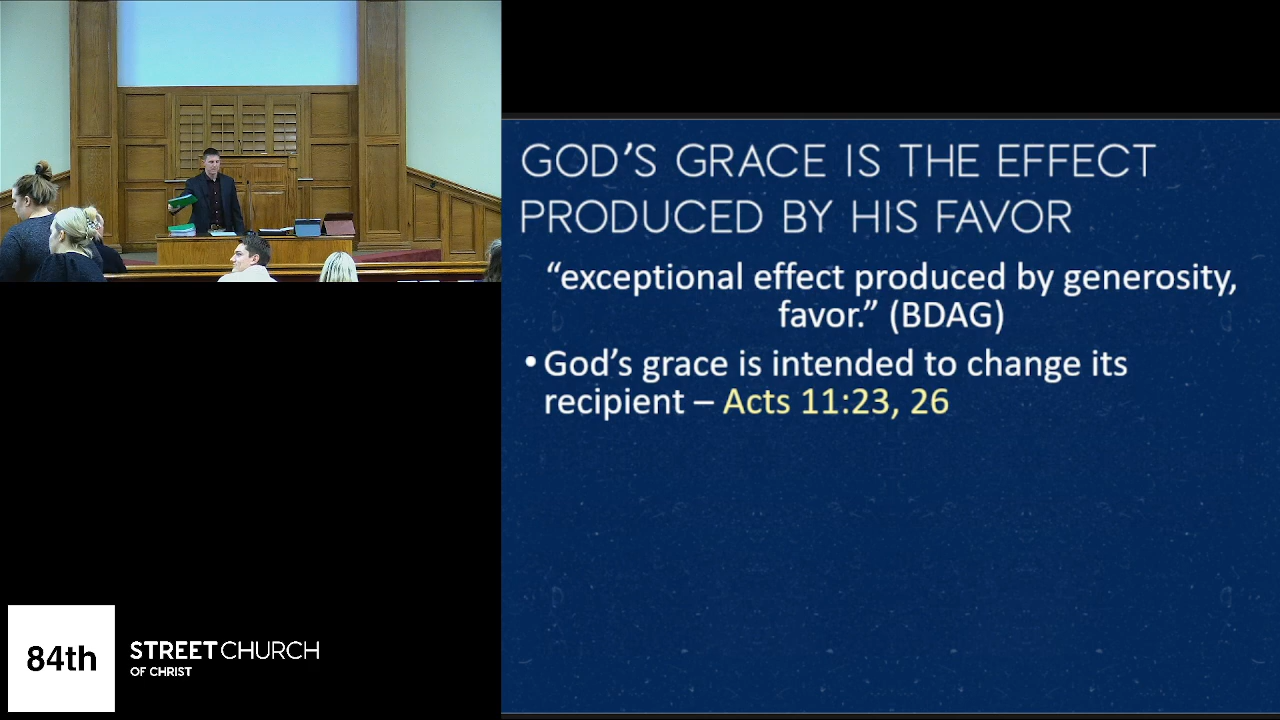 GOD'S GRACE IS THE EFFECT
PRODUCED BY HIS FAVOR
“exceptional effect produced by generosity,
favor.” (BDAG)
• God's grace is intended to change its
recipient – Acts 11:23, 26
84th
STREET CHURCH
OF CHRIST